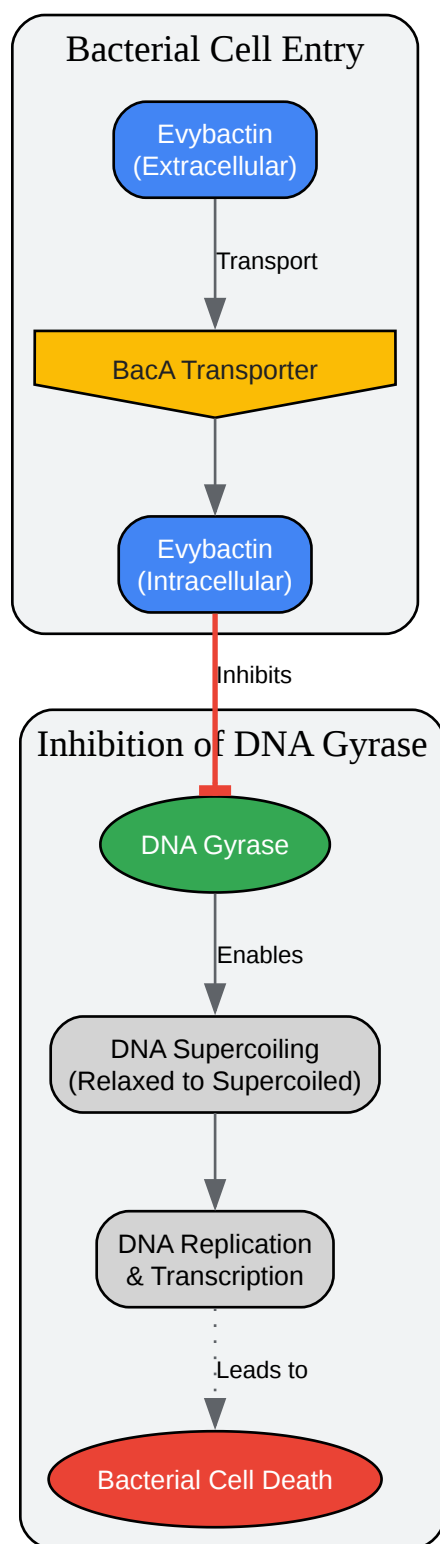 Bacterial Cell Entry
Evybactin
(Extracellular)
Transport
BacA Transporter
Evybactin
(Intracellular)
Inhibits
Inhibition of DNA Gyrase
DNA Gyrase
Enables
DNA Supercoiling
(Relaxed to Supercoiled)
DNA Replication
& Transcription
Leads to
Bacterial Cell Death